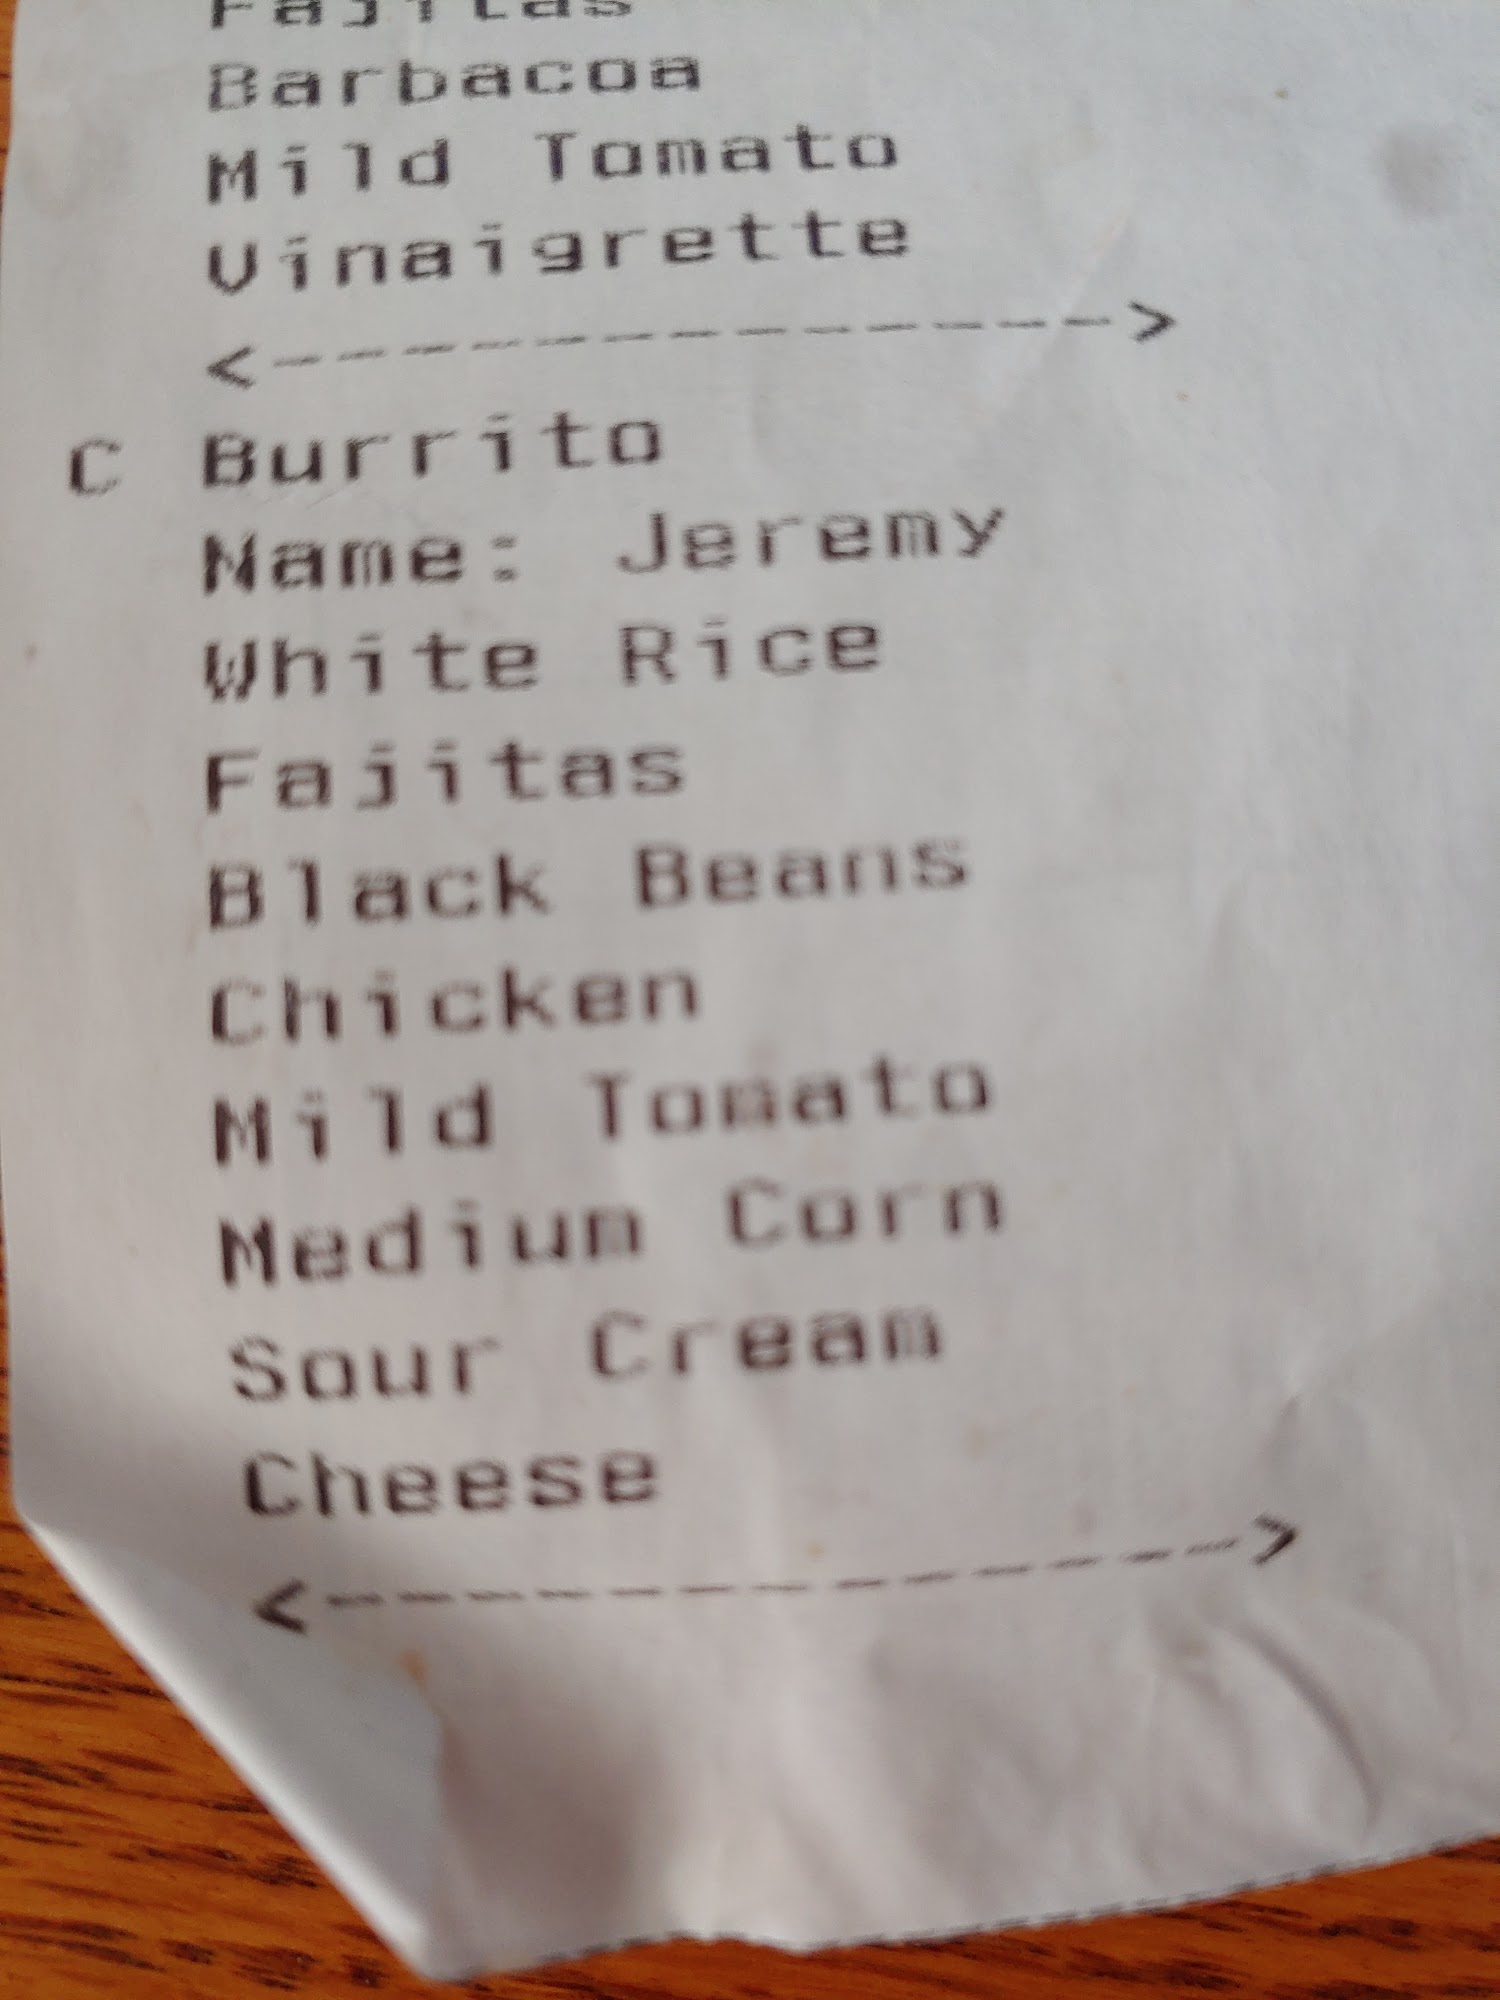 Fajitas
Barbacoa
Mild Tomato
Vinaigrette
<------------->
C Burrito
Name: Jeremy
White Rice
Fajitas
Black Beans
Chicken
Mild Tomato
Medium Corn
Sour Cream
Cheese
<------------->